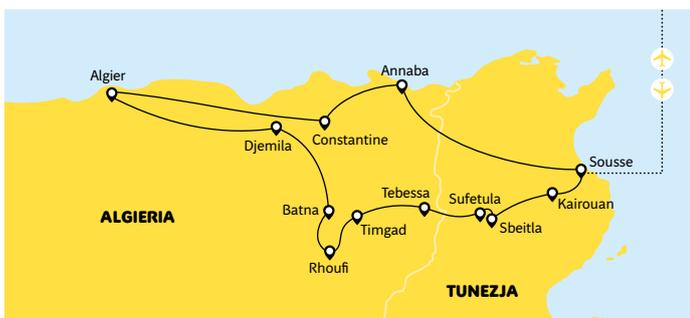 Algier
Annaba
Constantine
Djemila
Sousse
Tebessa
Sufetula
Kairouan
Batna
Timgad
Sbeitla
ALGIERIA
Rhoufi
TUNEZJA